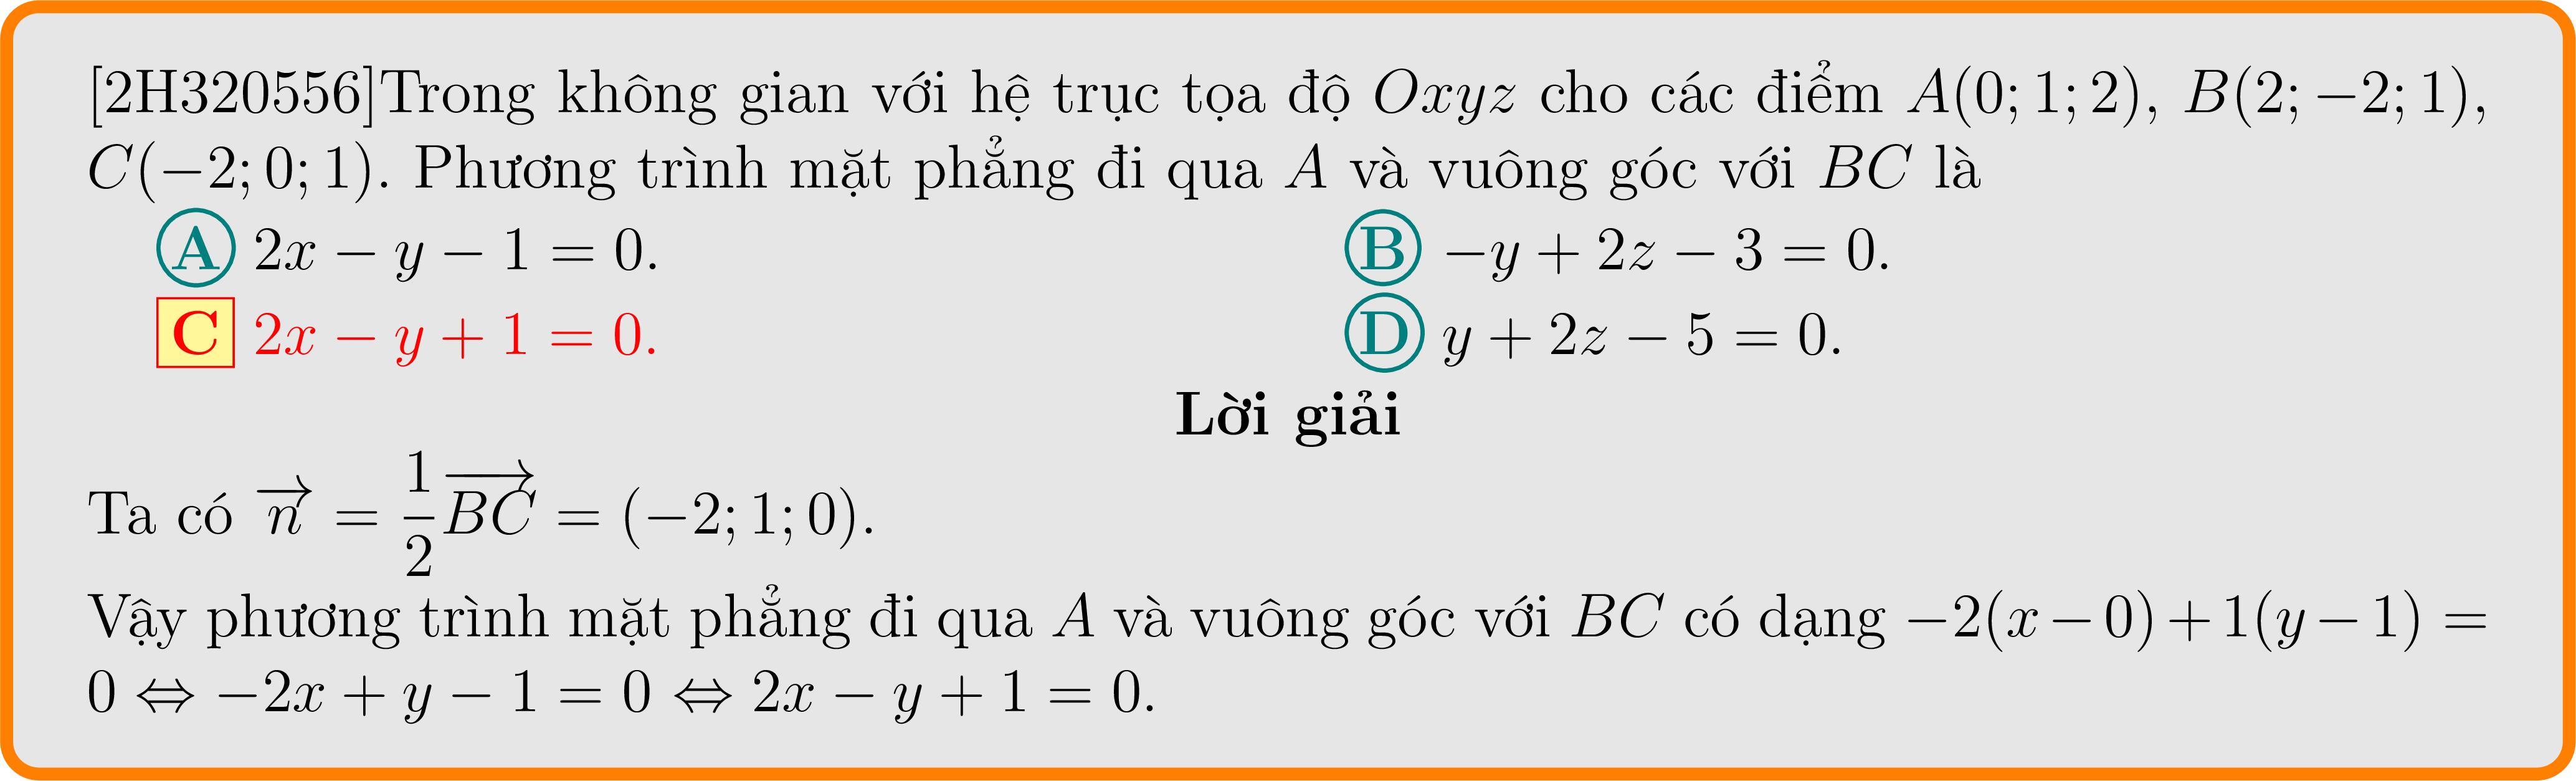 [2H320556]Trong không gian với hệ trục tọa độ Oxyz cho các điểm A(0; 1; 2), B(2; −2; 1),
C(−2; 0; 1). Phương trình mặt phẳng đi qua A và vuông góc với BC là
A 2x − y − 1 = 0. B −y + 2z − 3 = 0.
C 2x − y + 1 = 0. D y + 2z − 5 = 0.
Lời giải
Ta có $\overrightarrow{n} = \dfrac{1}{2}\overrightarrow{BC} = (−2; 1; 0)$.
Vậy phương trình mặt phẳng đi qua A và vuông góc với BC có dạng −2(x − 0) + 1(y − 1) =
0 ⇔ −2x + y − 1 = 0 ⇔ 2x − y + 1 = 0.